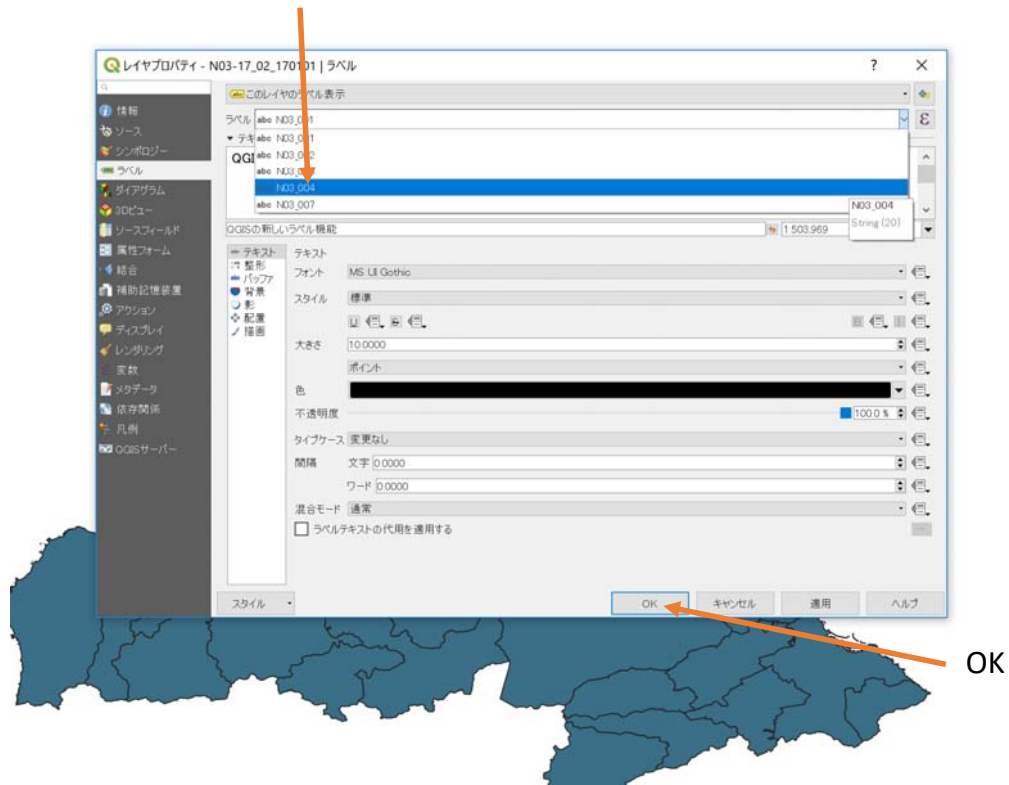 レイヤプロパティ - N03-17_02_170101 | ラベル
? ×
情報
ソース
シンボロジー
ラベル
ダイアグラム
3Dビュー
ソースフィールド
属性フォーム
結合
補助記憶装置
アクション
ディスプレイ
レンダリング
変数
メタデータ
依存関係
凡例
QGISサーバー
abc このレイヤのラベル表示
ラベル abc N03_001
ε
▼ テキ
abc N03_001
QGI
abc N03_002
abc N03_
N03_004
abc N03_007
N03_004
String (20)
QGISの新しいラベル機能
1:503,969
テキスト
整形
バッファ
背景
影
配置
描画
テキスト
フォント MS UI Gothic
スタイル 標準
U S B I
大きさ 10.0000
ポイント
色
不透明度 100.0 %
タイプケース 変更なし
間隔 文字 0.0000
ワード 0.0000
混合モード 通常
ラベルテキストの代用を適用する
...
スタイル
OK キャンセル 適用 ヘルプ
OK